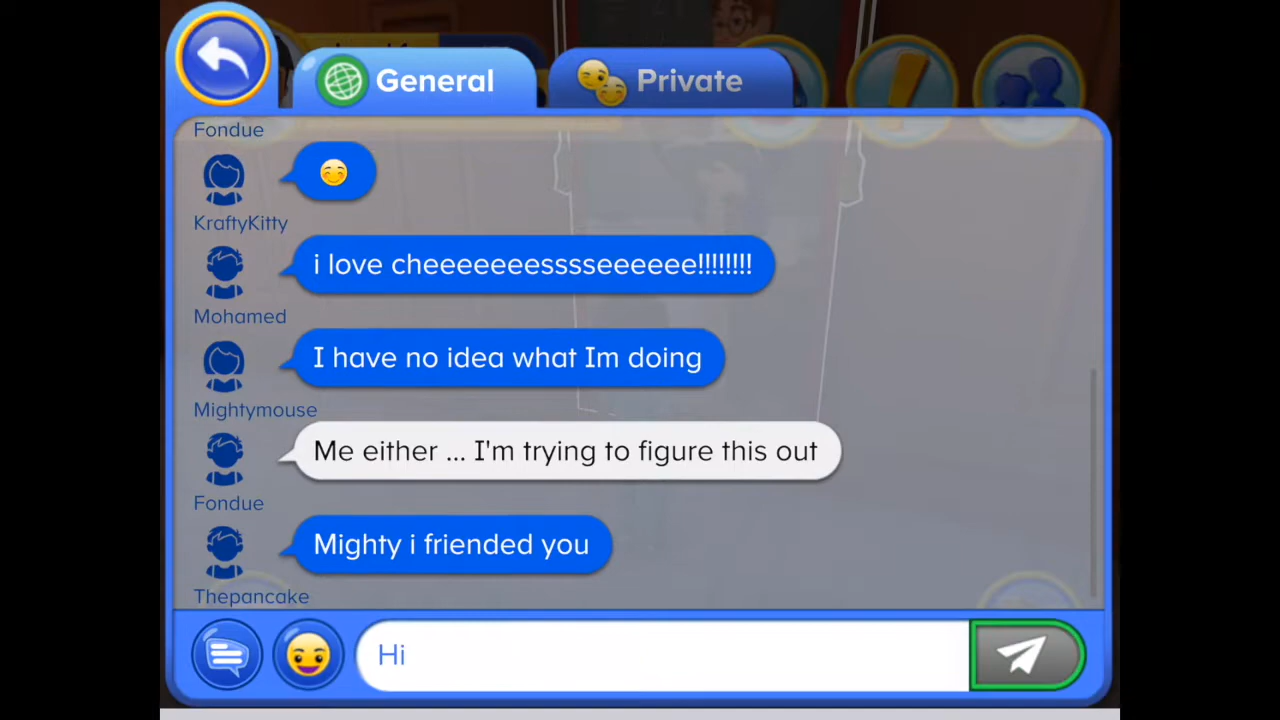 General
Private
Fondue
KraftyKitty
i love cheeeeeeesssseeeeee!!!!!!!!
Mohamed
I have no idea what Im doing
Mightymouse
Me either ... I'm trying to figure this out
Fondue
Mighty i friended you
Thepancake
Hi